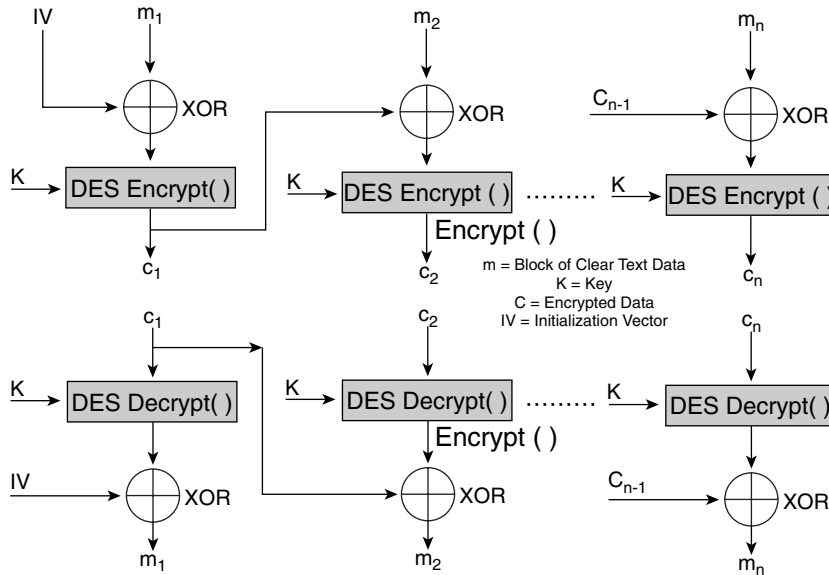 IV
m1
m2
mn
XOR
XOR
Cn-1
XOR
K
DES Encrypt( )
K
DES Encrypt ( )
.........
K
DES Encrypt ( )
Encrypt ( )
c1
c2
cn
m = Block of Clear Text Data
K = Key
C = Encrypted Data
IV = Initialization Vector
c1
c2
cn
K
DES Decrypt( )
K
DES Decrypt( )
.........
K
DES Decrypt( )
Encrypt ( )
IV
XOR
XOR
Cn-1
XOR
m1
m2
mn